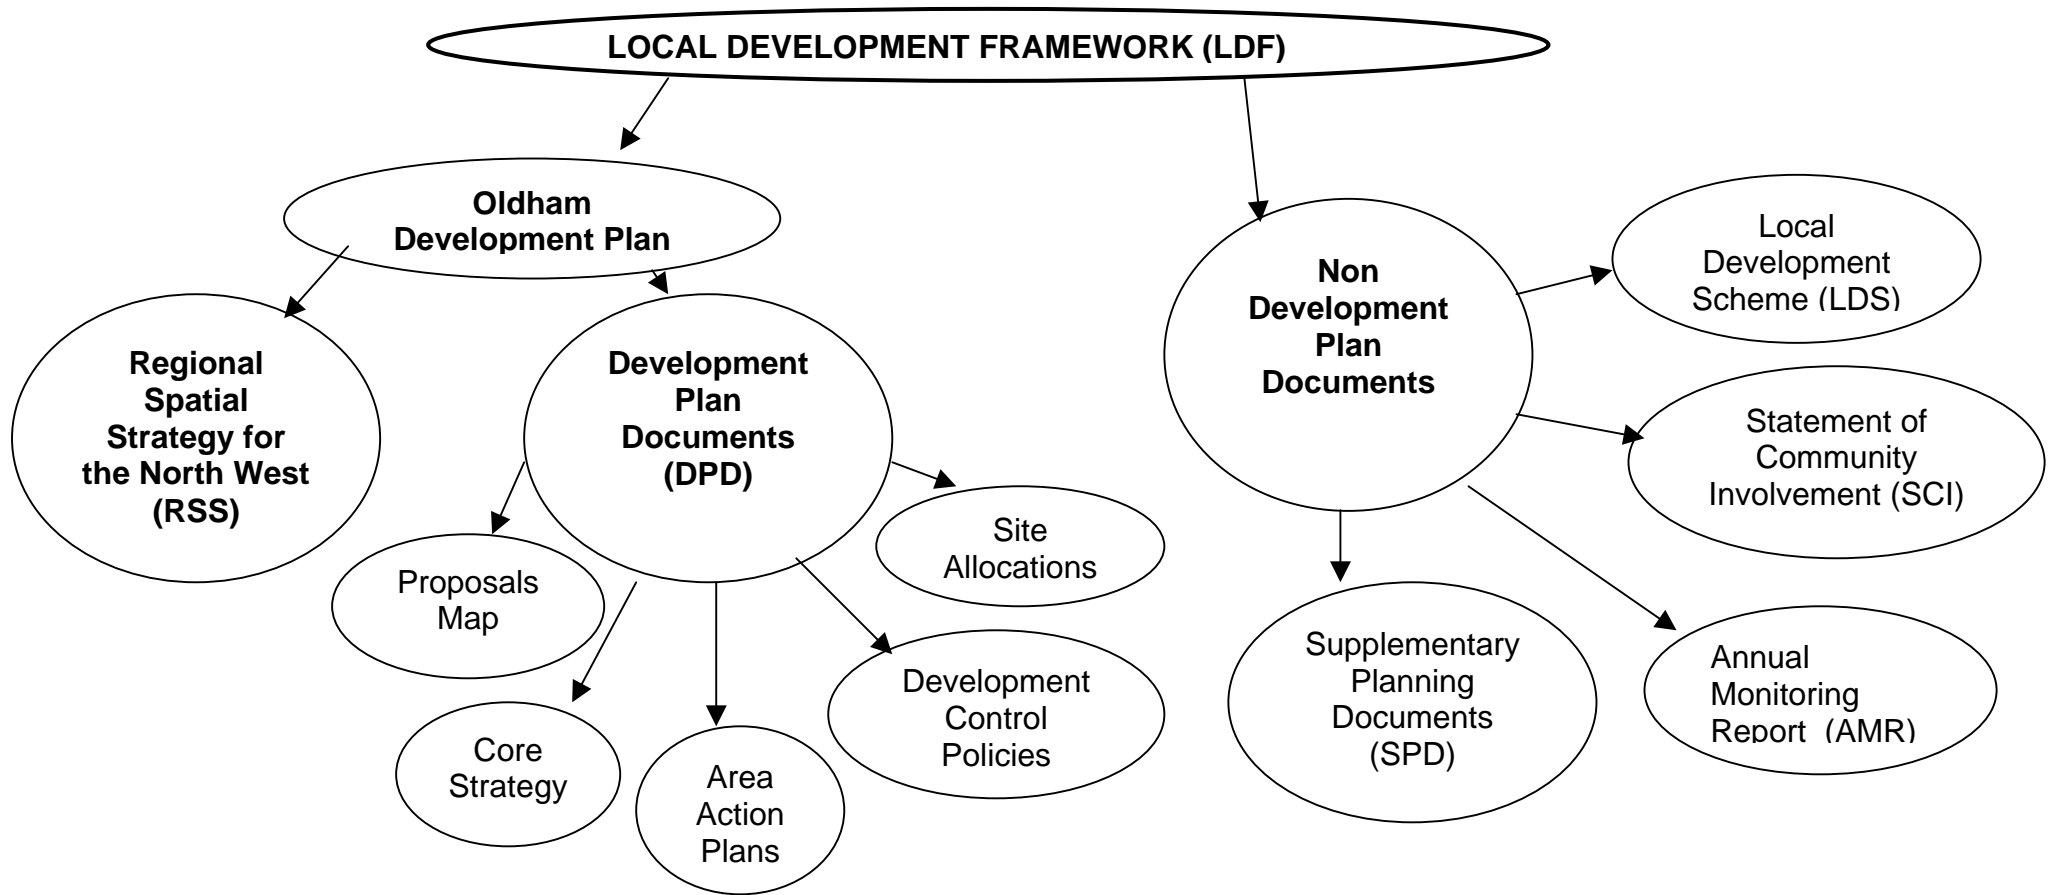 LOCAL DEVELOPMENT FRAMEWORK (LDF)
Oldham
Development Plan
Regional
Spatial
Strategy for
the North West
(RSS)
Development
Plan
Documents
(DPD)
Proposals
Map
Core
Strategy
Area
Action
Plans
Development
Control
Policies
Site
Allocations
Non
Development
Plan
Documents
Local
Development
Scheme (LDS)
Statement of
Community
Involvement (SCI)
Supplementary
Planning
Documents
(SPD)
Annual
Monitoring
Report (AMR)